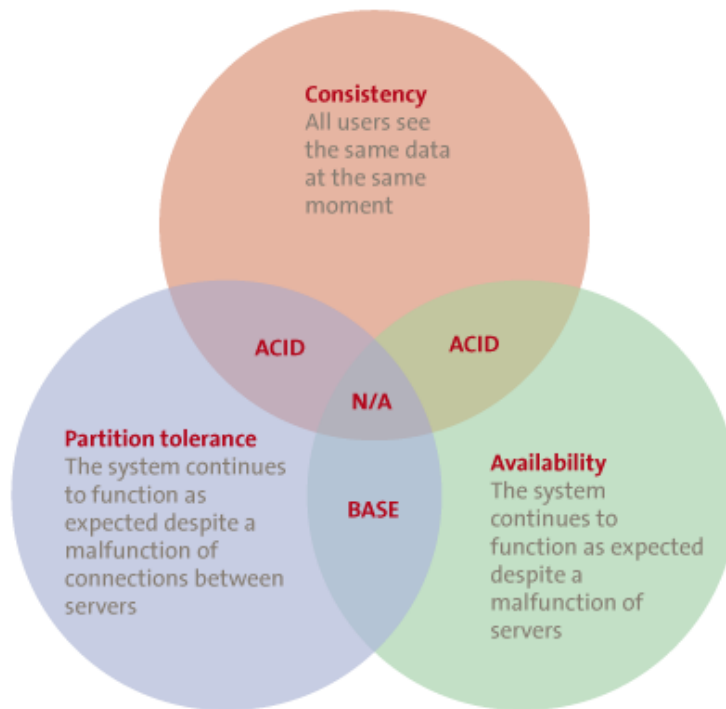 Consistency
All users see
the same data
at the same
moment
ACID
ACID
N/A
Partition tolerance
The system continues
to function as
expected despite a
malfunction of
connections between
servers
BASE
Availability
The system
continues to
function as expected
despite a
malfunction of
servers